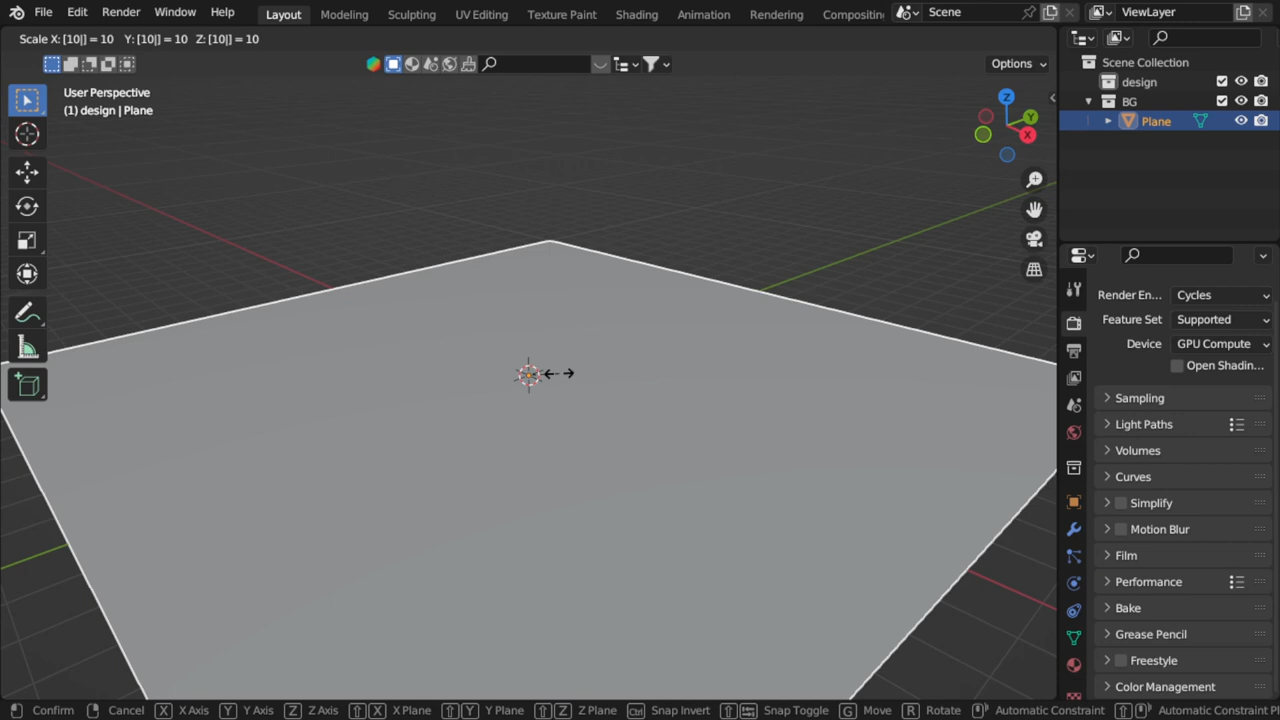 File Edit Render Window Help Layout Modeling Sculpting UV Editing Texture Paint Shading Animation Rendering Compositing Scene ViewLayer
Scale X: [10|] = 10 Y: [10|] = 10 Z: [10|] = 10
Options
User Perspective
(1) design | Plane
Z
Y
X
Scene Collection
design
BG
Plane
Render En... Cycles
Feature Set Supported
Device GPU Compute
Open Shadin...
Sampling
Light Paths
Volumes
Curves
Simplify
Motion Blur
Film
Performance
Bake
Grease Pencil
Freestyle
Color Management
Confirm Cancel X X Axis Y Y Axis Z Z Axis X X Plane Y Y Plane Z Z Plane Ctrl Snap Invert Snap Toggle G Move R Rotate Automatic Constraint Automatic Constraint P